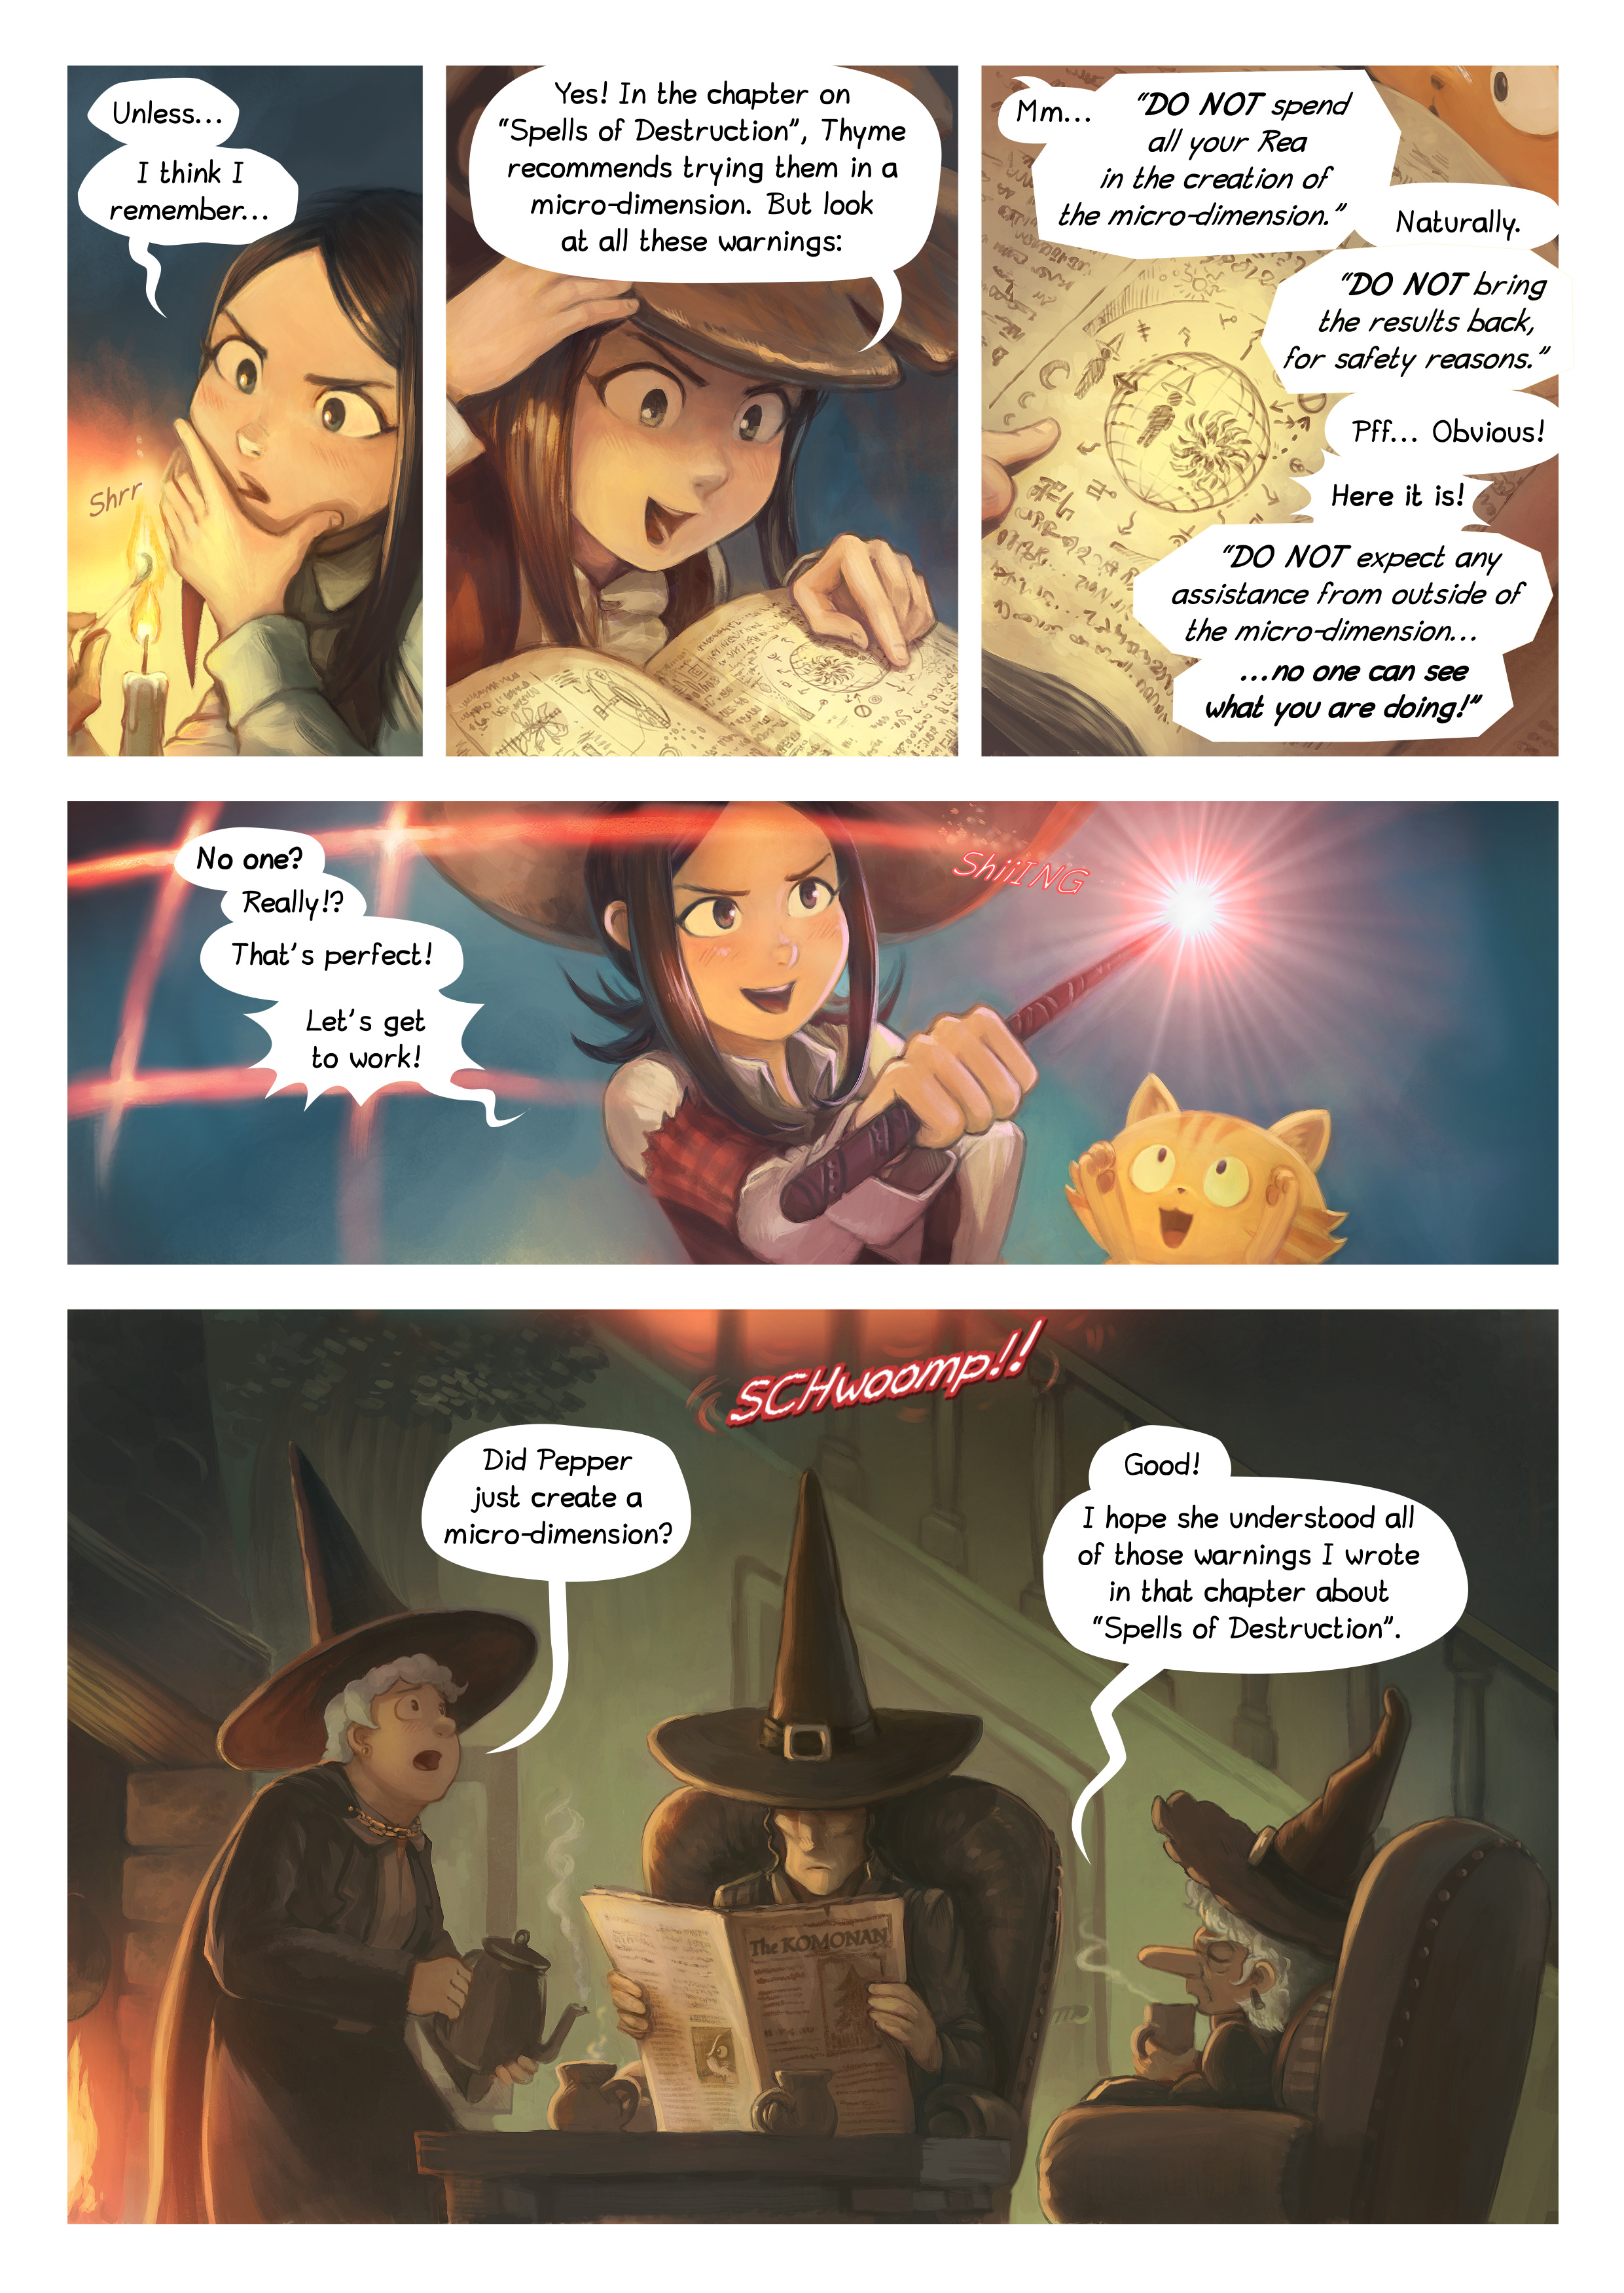 Unless...
I think I
remember...
Shrr
Yes! In the chapter on
“Spells of Destruction”, Thyme
recommends trying them in a
micro-dimension. But look
at all these warnings:
Mm...
“DO NOT spend
all your Rea
in the creation of
the micro-dimension.”
Naturally.
“DO NOT bring
the results back,
for safety reasons.”
Pff... Obvious!
Here it is!
“DO NOT expect any
assistance from outside of
the micro-dimension...
...no one can see
what you are doing!”
No one?
Really!?
That's perfect!
Let's get
to work!
ShiiING
SCHwoomp!!
Did Pepper
just create a
micro-dimension?
Good!
I hope she understood all
of those warnings I wrote
in that chapter about
“Spells of Destruction”.
The KOMONAN